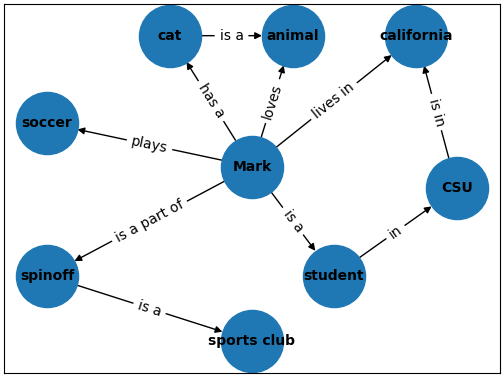 cat is a animal california
has a loves lives in is in
soccer plays
Mark
CSU
is a part of is a in
spinoff student
is a
sports club